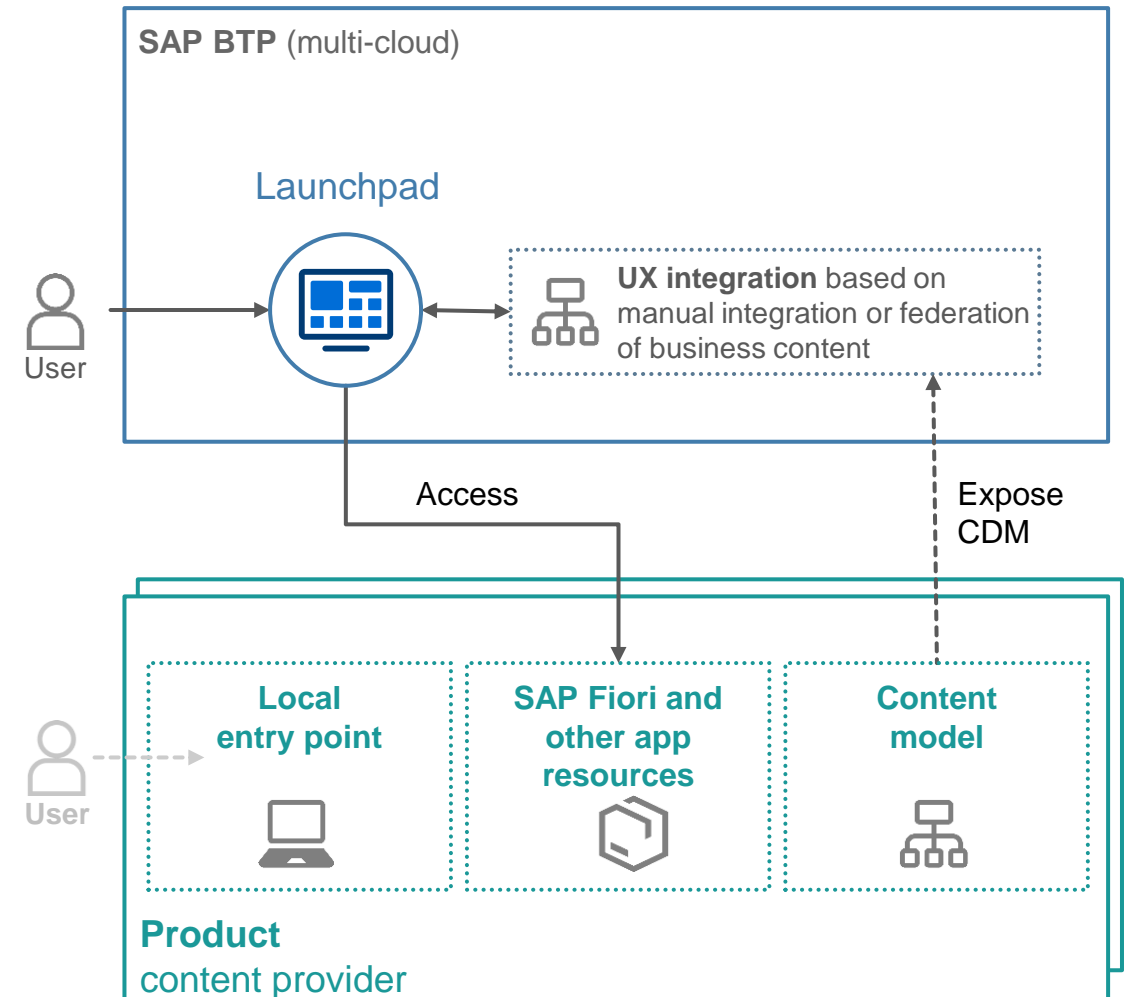 SAP BTP (multi-cloud)
Launchpad
UX integration based on
manual integration or federation
of business content
User
Access
Expose
CDM
Local
entry point
SAP Fiori and
other app
resources
Content
model
User
Product
content provider